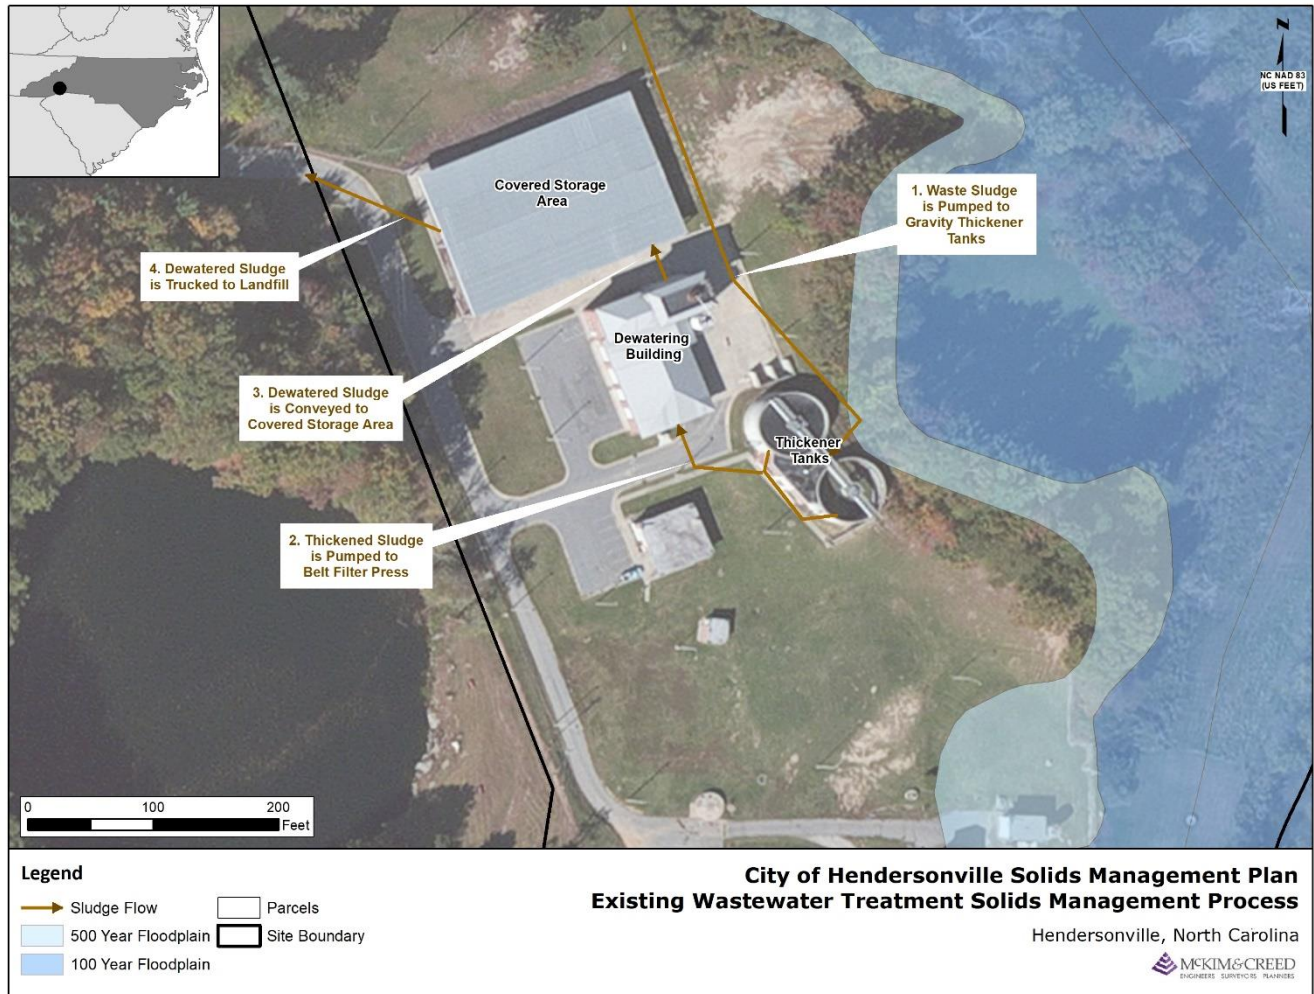 NC NAD 83
(US FEET)
Covered Storage
Area
1. Waste Sludge
is Pumped to
Gravity Thickener
Tanks
4. Dewatered Sludge
is Trucked to Landfill
Dewatering
Building
3. Dewatered Sludge
is Conveyed to
Covered Storage Area
Thickener
Tanks
2. Thickened Sludge
is Pumped to
Belt Filter Press
0 100 200
Feet
Legend
Sludge Flow
Parcels
500 Year Floodplain
Site Boundary
100 Year Floodplain
City of Hendersonville Solids Management Plan
Existing Wastewater Treatment Solids Management Process
Hendersonville, North Carolina
McKIM&CREED
ENGINEERS SURVEYORS PLANNERS